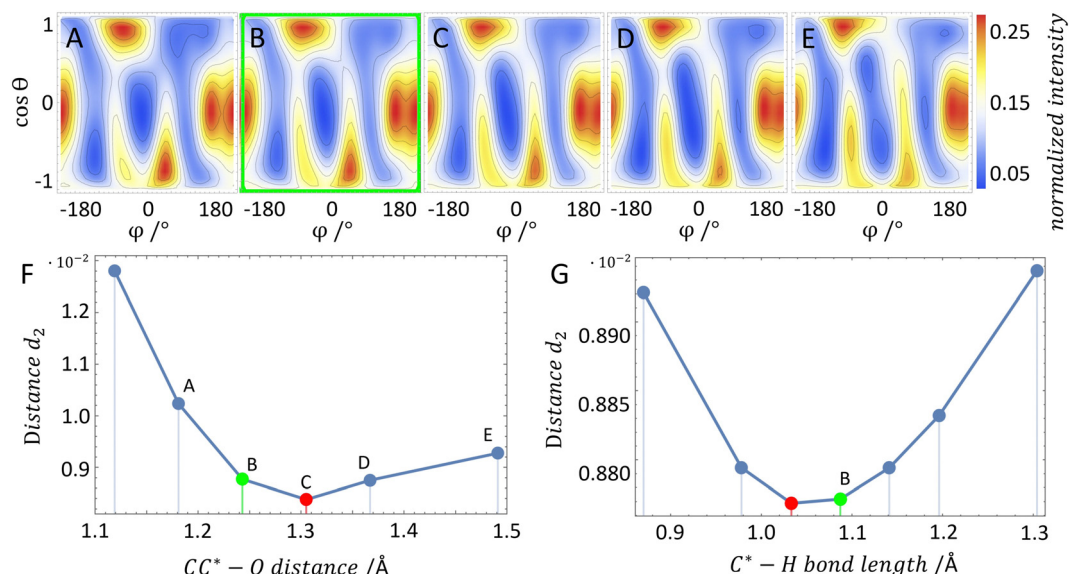 A B C D E
1
0
-1
cos θ
-180 0 180 -180 0 180 -180 0 180 -180 0 180 -180 0 180
φ /° φ /° φ /° φ /° φ /°
0.25
0.15
0.05
normalized intensity
F
· 10⁻²
1.2
1.1
1.0
0.9
Distance d₂
A
B
C
D
E
1.1 1.2 1.3 1.4 1.5
CC* − O distance /Å
G
· 10⁻²
0.890
0.885
0.880
Distance d₂
B
0.9 1.0 1.1 1.2 1.3
C* − H bond length /Å